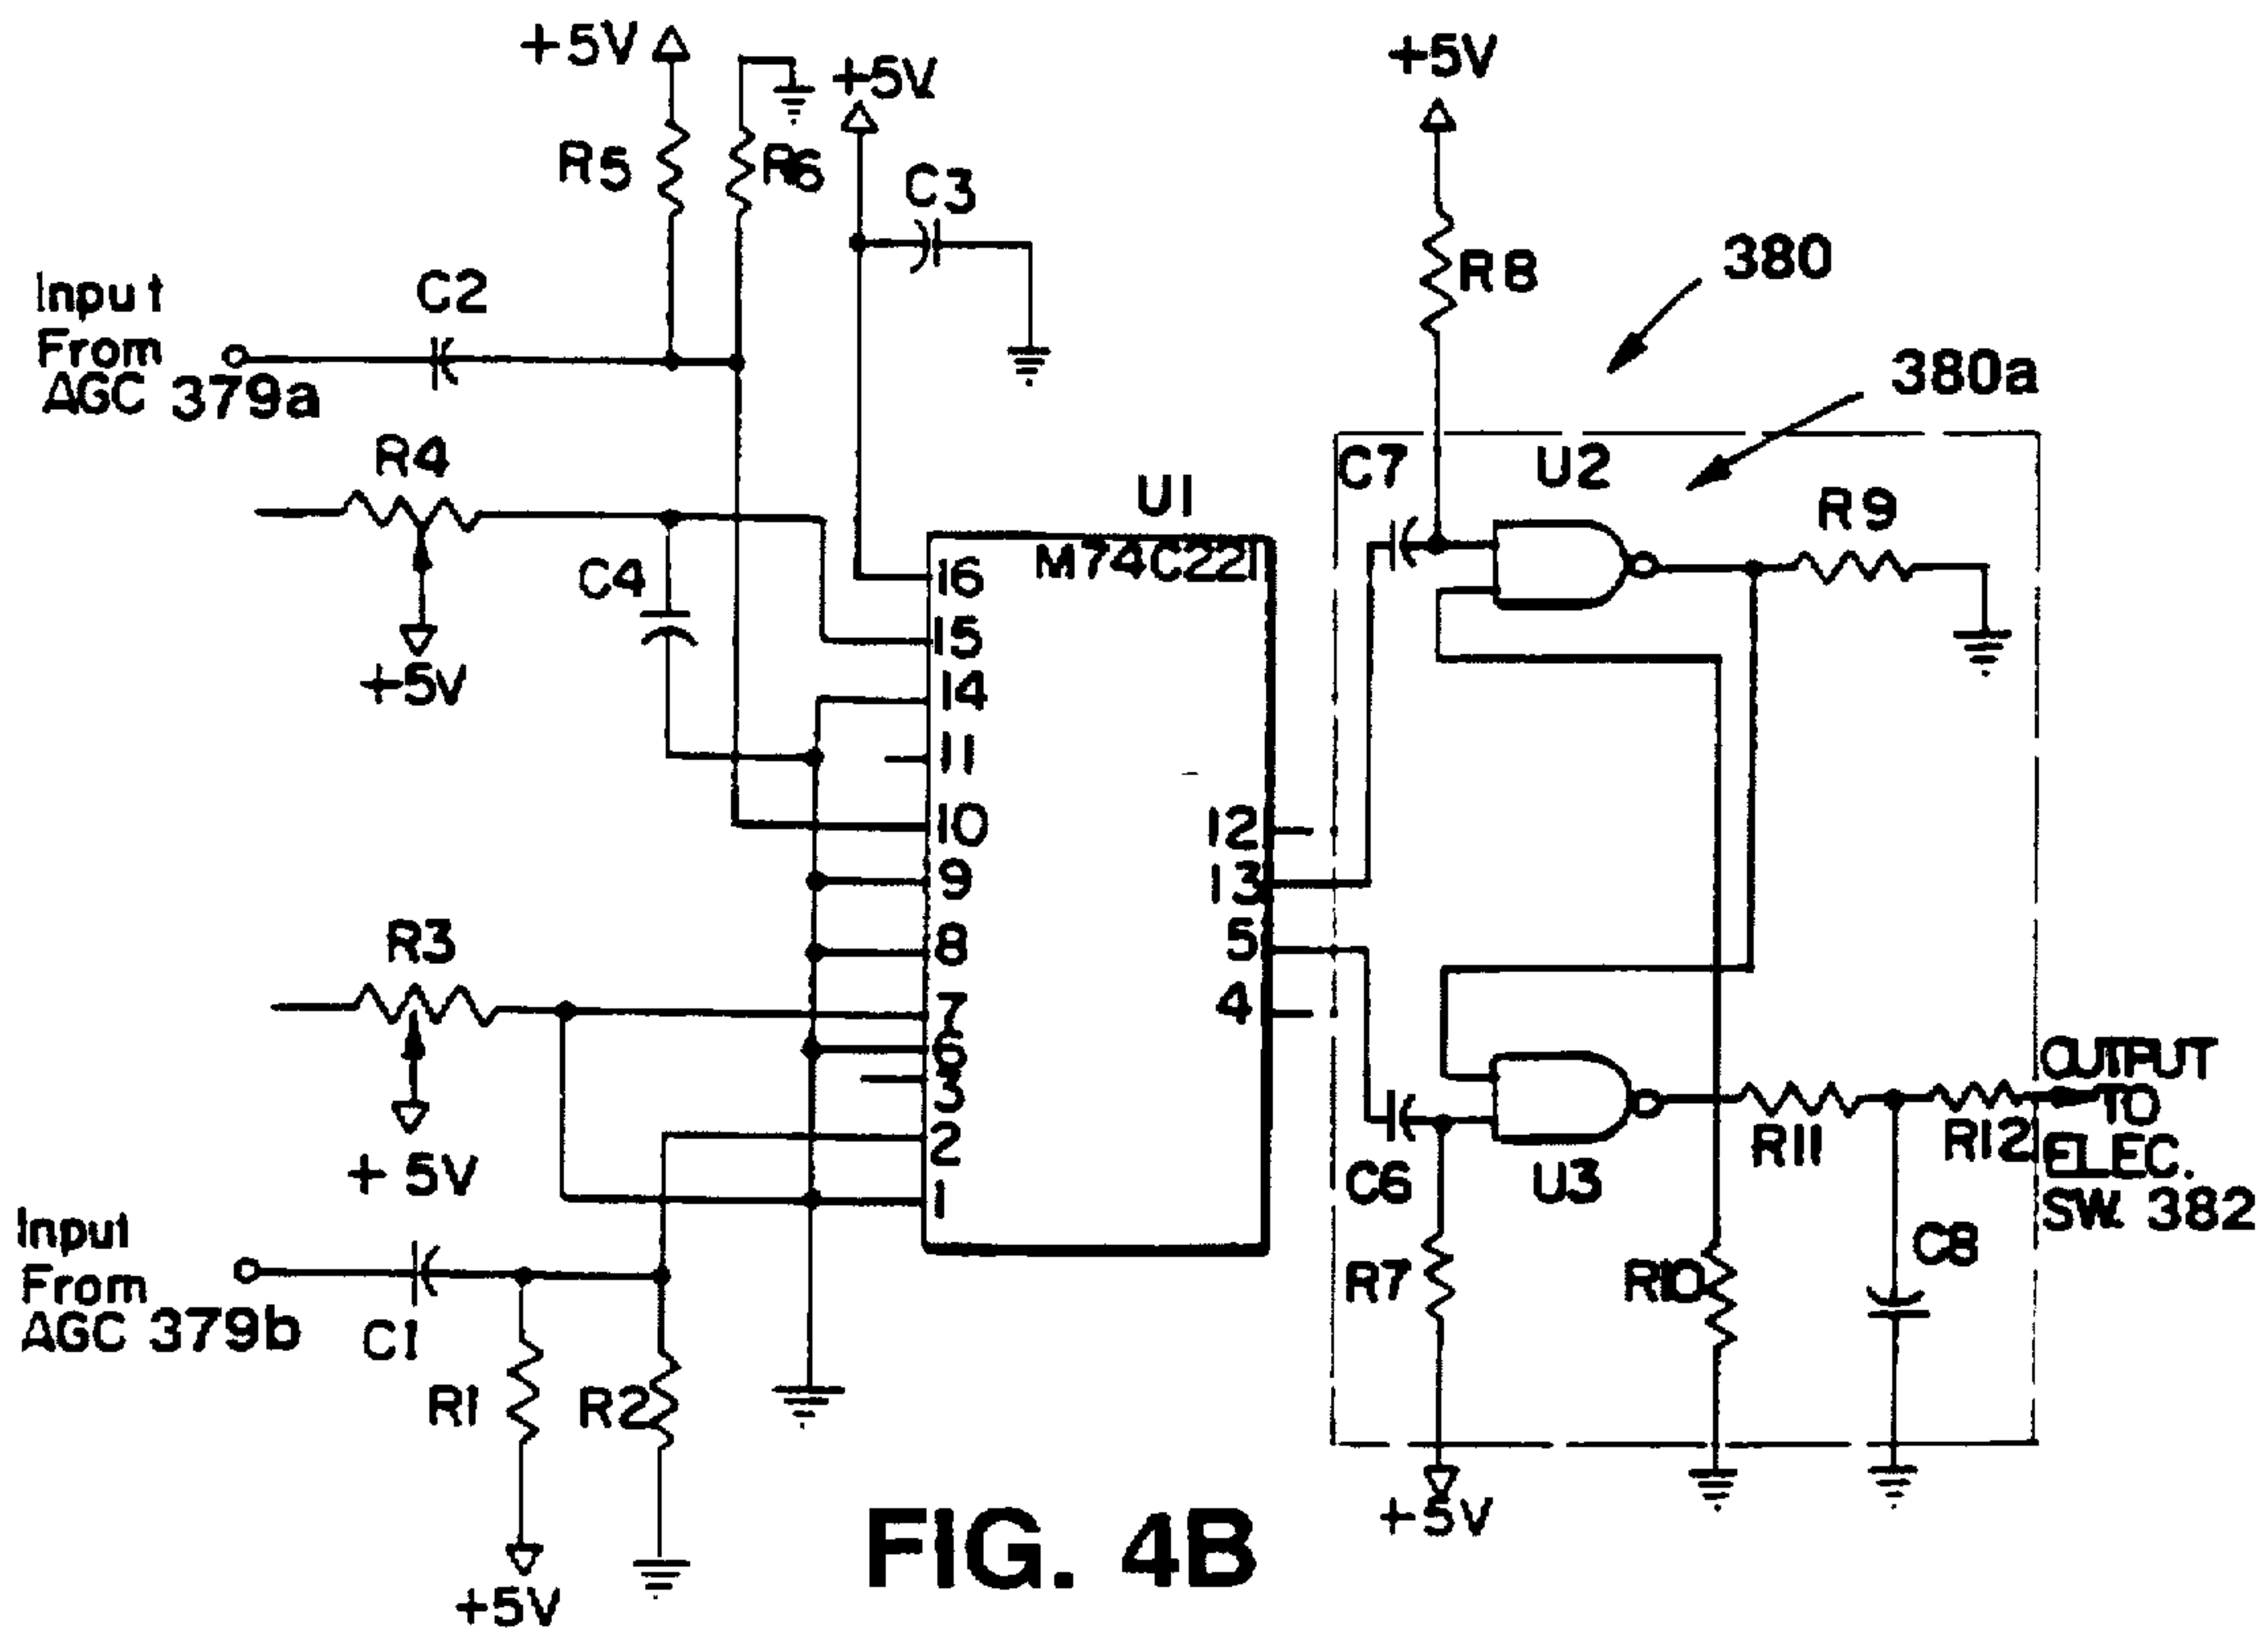 +5V
R5
R6
+5V
C3
+5V
R8
380
380a
Input
From
AGC 379a
C2
R4
+5V
C4
U1
M74C221
16
15
14
11
10
9
8
7
6
3
2
1
12
13
5
4
C7
U2
R9
R3
+ 5V
Input
From
AGC 379b
C1
R1
R2
+5V
C6
U3
R7
+5V
R10
R11
R12
C8
OUTPUT
TO
ELEC.
SW. 382
FIG. 4B